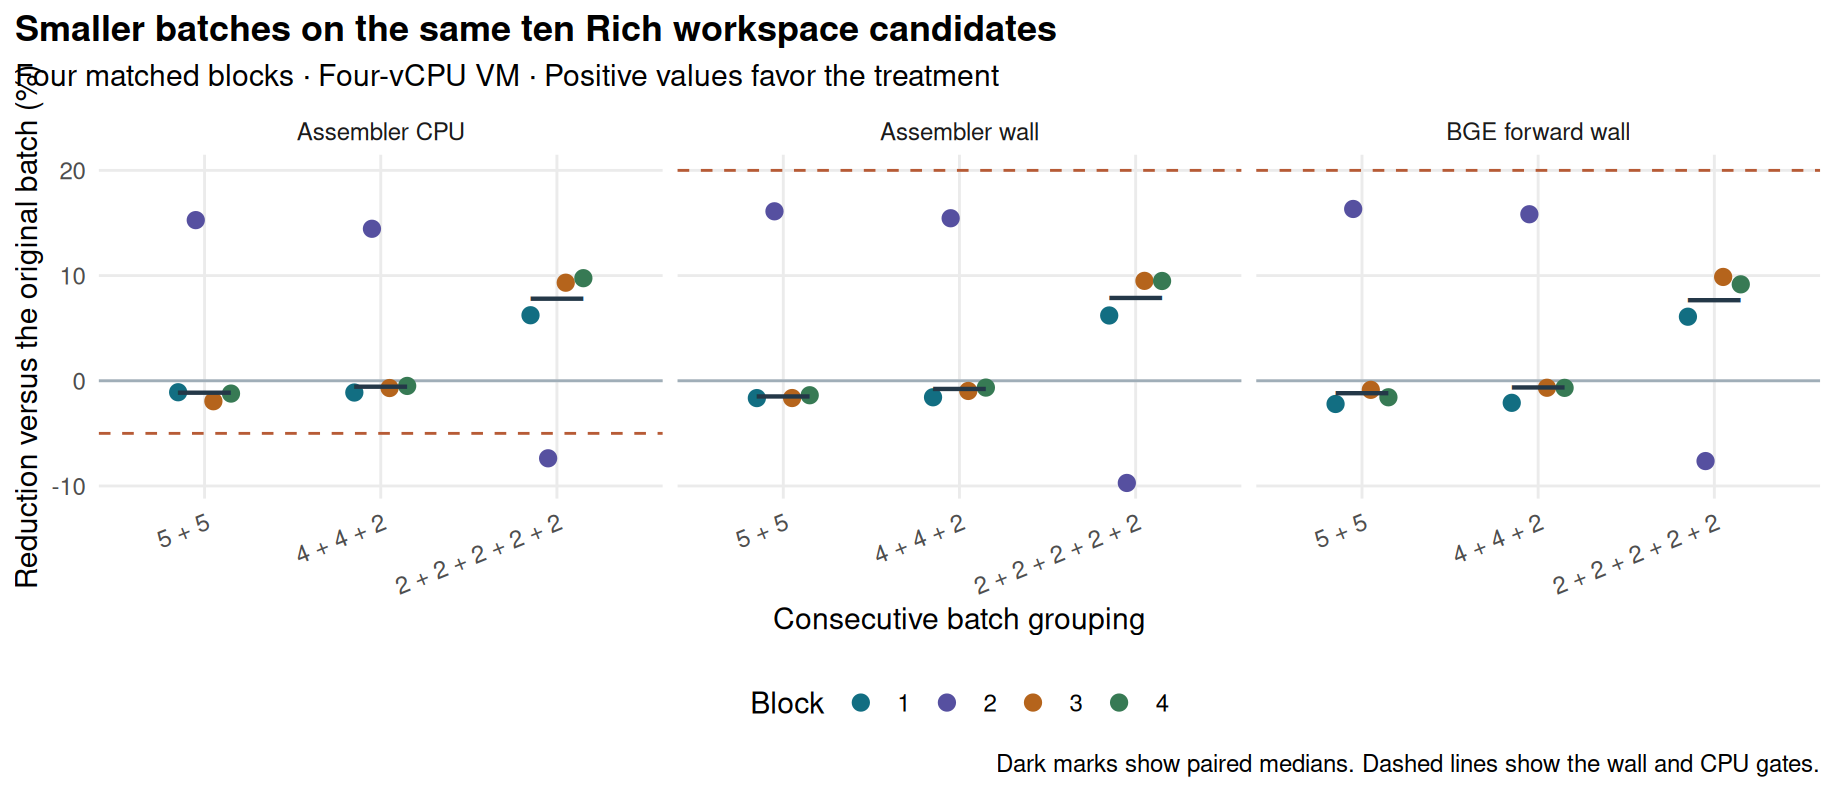 Smaller batches on the same ten Rich workspace candidates
Four matched blocks · Four-vCPU VM · Positive values favor the treatment
Reduction versus the original batch (%)
Assembler CPU
Assembler wall
BGE forward wall
20
10
0
-10
5 + 5
4 + 4 + 2
2 + 2 + 2 + 2 + 2
5 + 5
4 + 4 + 2
2 + 2 + 2 + 2 + 2
5 + 5
4 + 4 + 2
2 + 2 + 2 + 2 + 2
Consecutive batch grouping
Block 1 2 3 4
Dark marks show paired medians. Dashed lines show the wall and CPU gates.